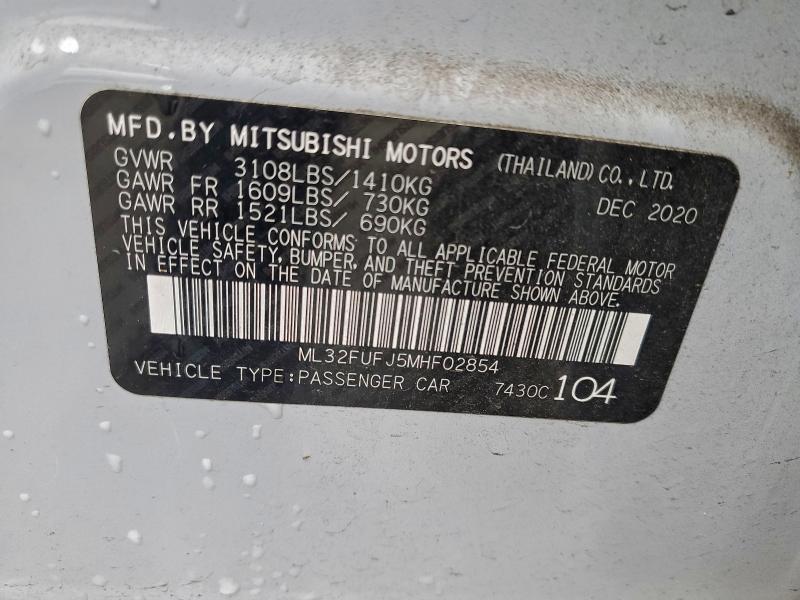 MFD.BY MITSUBISHI MOTORS (THAILAND)CO.,LTD.
GVWR 3108LBS/1410KG
GAWR FR 1609LBS/ 730KG DEC 2020
GAWR RR 1521LBS/ 690KG
THIS VEHICLE CONFORMS TO ALL APPLICABLE FEDERAL MOTOR
VEHICLE SAFETY, BUMPER, AND THEFT PREVENTION STANDARDS
IN EFFECT ON THE DATE OF MANUFACTURE SHOWN ABOVE.
ML32FUFJ5MHF02854
VEHICLE TYPE:PASSENGER CAR 7430C 104